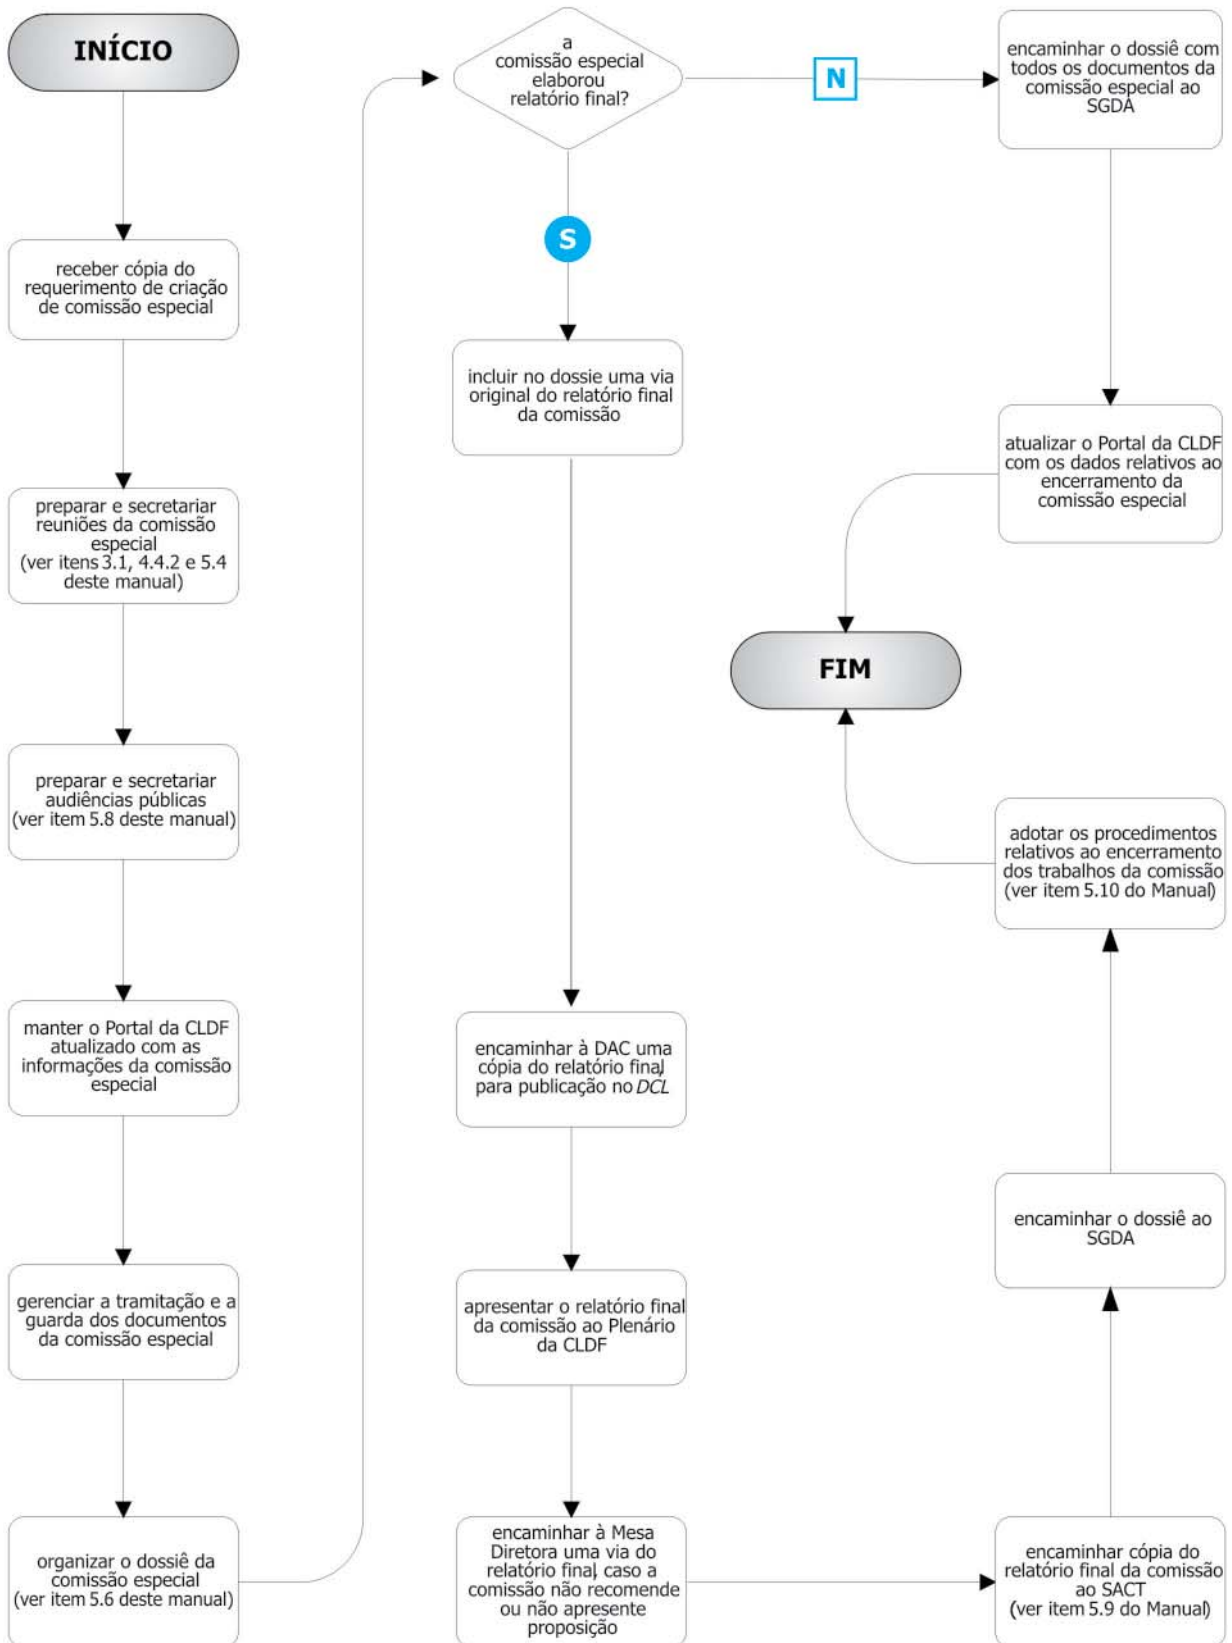 INÍCIO
receber cópia do
requerimento de criação
de comissão especial
preparar e secretariar
reuniões da comissão
especial
(ver itens 3.1, 4.4.2 e 5.4
deste manual)
preparar e secretariar
audiências públicas
(ver item 5.8 deste manual)
manter o Portal da CLDF
atualizado com as
informações da comissão
especial
gerenciar a tramitação e a
guarda dos documentos
da comissão especial
organizar o dossiê da
comissão especial
(ver item 5.6 deste manual)
a
comissão especial
elaborou
relatório final?
N
S
incluir no dossie uma via
original do relatório final
da comissão
encaminhar à DAC uma
cópia do relatório final,
para publicação no DCL
apresentar o relatório final
da comissão ao Plenário
da CLDF
encaminhar à Mesa
Diretora uma via do
relatório final, caso a
comissão não recomende
ou não apresente
proposição
encaminhar o dossiê com
todos os documentos da
comissão especial ao
SGDA
atualizar o Portal da CLDF
com os dados relativos ao
encerramento da
comissão especial
FIM
adotar os procedimentos
relativos ao encerramento
dos trabalhos da comissão
(ver item 5.10 do Manual)
encaminhar o dossiê ao
SGDA
encaminhar cópia do
relatório final da comissão
ao SACT
(ver item 5.9 do Manual)